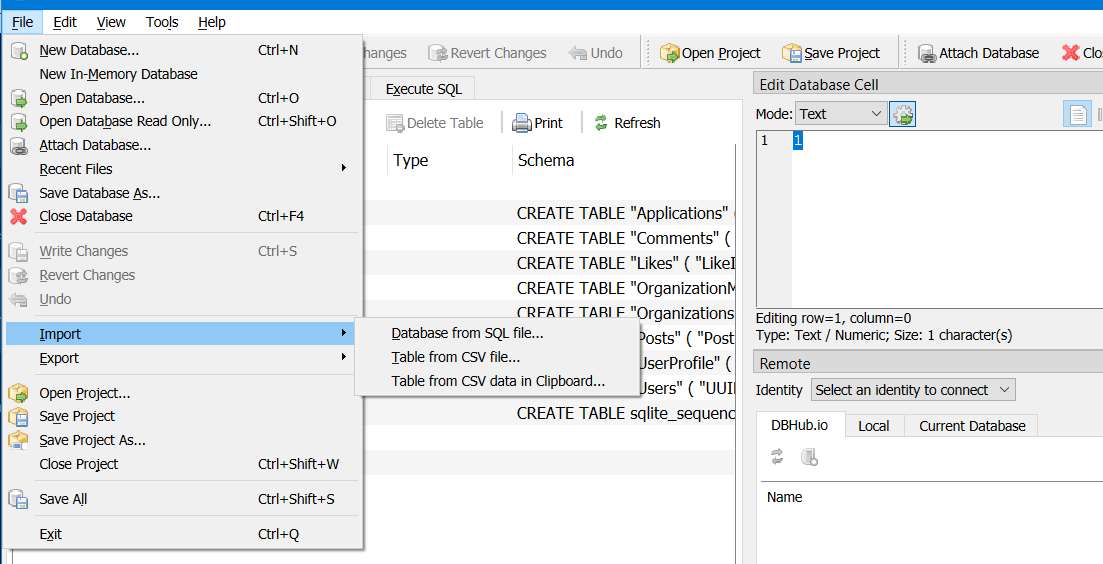 File Edit View Tools Help
New Database... Ctrl+N
New In-Memory Database
Open Database... Ctrl+O
Open Database Read Only... Ctrl+Shift+O
Attach Database...
Recent Files
Save Database As...
Close Database Ctrl+F4
Write Changes Ctrl+S
Revert Changes
Undo
Import
Export
Open Project...
Save Project
Save Project As...
Close Project Ctrl+Shift+W
Save All Ctrl+Shift+S
Exit Ctrl+Q
Database from SQL file...
Table from CSV file...
Table from CSV data in Clipboard...
hanges Revert Changes Undo Open Project Save Project Attach Database Clo
Execute SQL
Delete Table Print Refresh
Type Schema
CREATE TABLE "Applications" (
CREATE TABLE "Comments" (
CREATE TABLE "Likes" ( "LikeI
CREATE TABLE "OrganizationM
CREATE TABLE "Organizations
Posts" ( "Post
UserProfile" (
Users" ( "UUI
CREATE TABLE sqlite_sequenc
Edit Database Cell
Mode: Text
1 1
Editing row=1, column=0
Type: Text / Numeric; Size: 1 character(s)
Remote
Identity Select an identity to connect
DBHub.io Local Current Database
Name